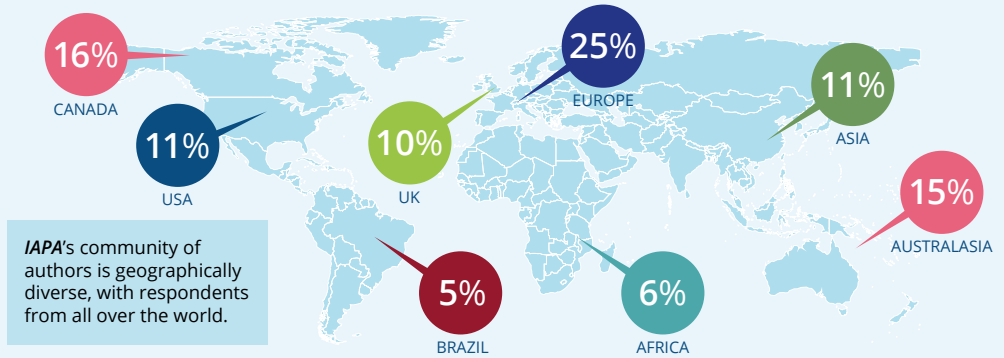 16%
CANADA
11%
USA
10%
UK
25%
EUROPE
11%
ASIA
15%
AUSTRALASIA
5%
BRAZIL
6%
AFRICA
IAPA's community of
authors is geographically
diverse, with respondents
from all over the world.